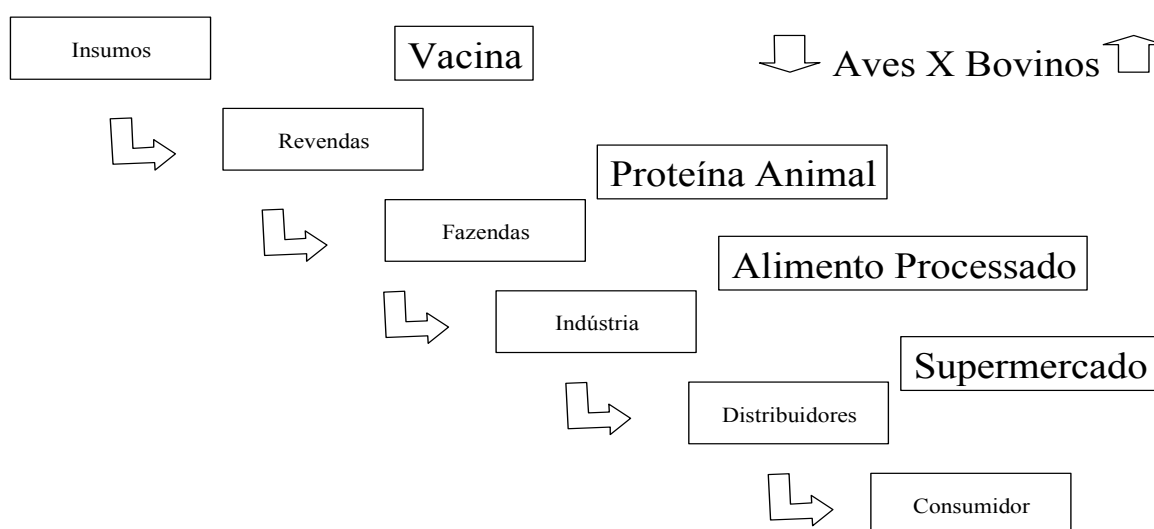 Insumos
Vacina
Aves X Bovinos
Revendas
Proteína Animal
Fazendas
Alimento Processado
Indústria
Supermercado
Distribuidores
Consumidor